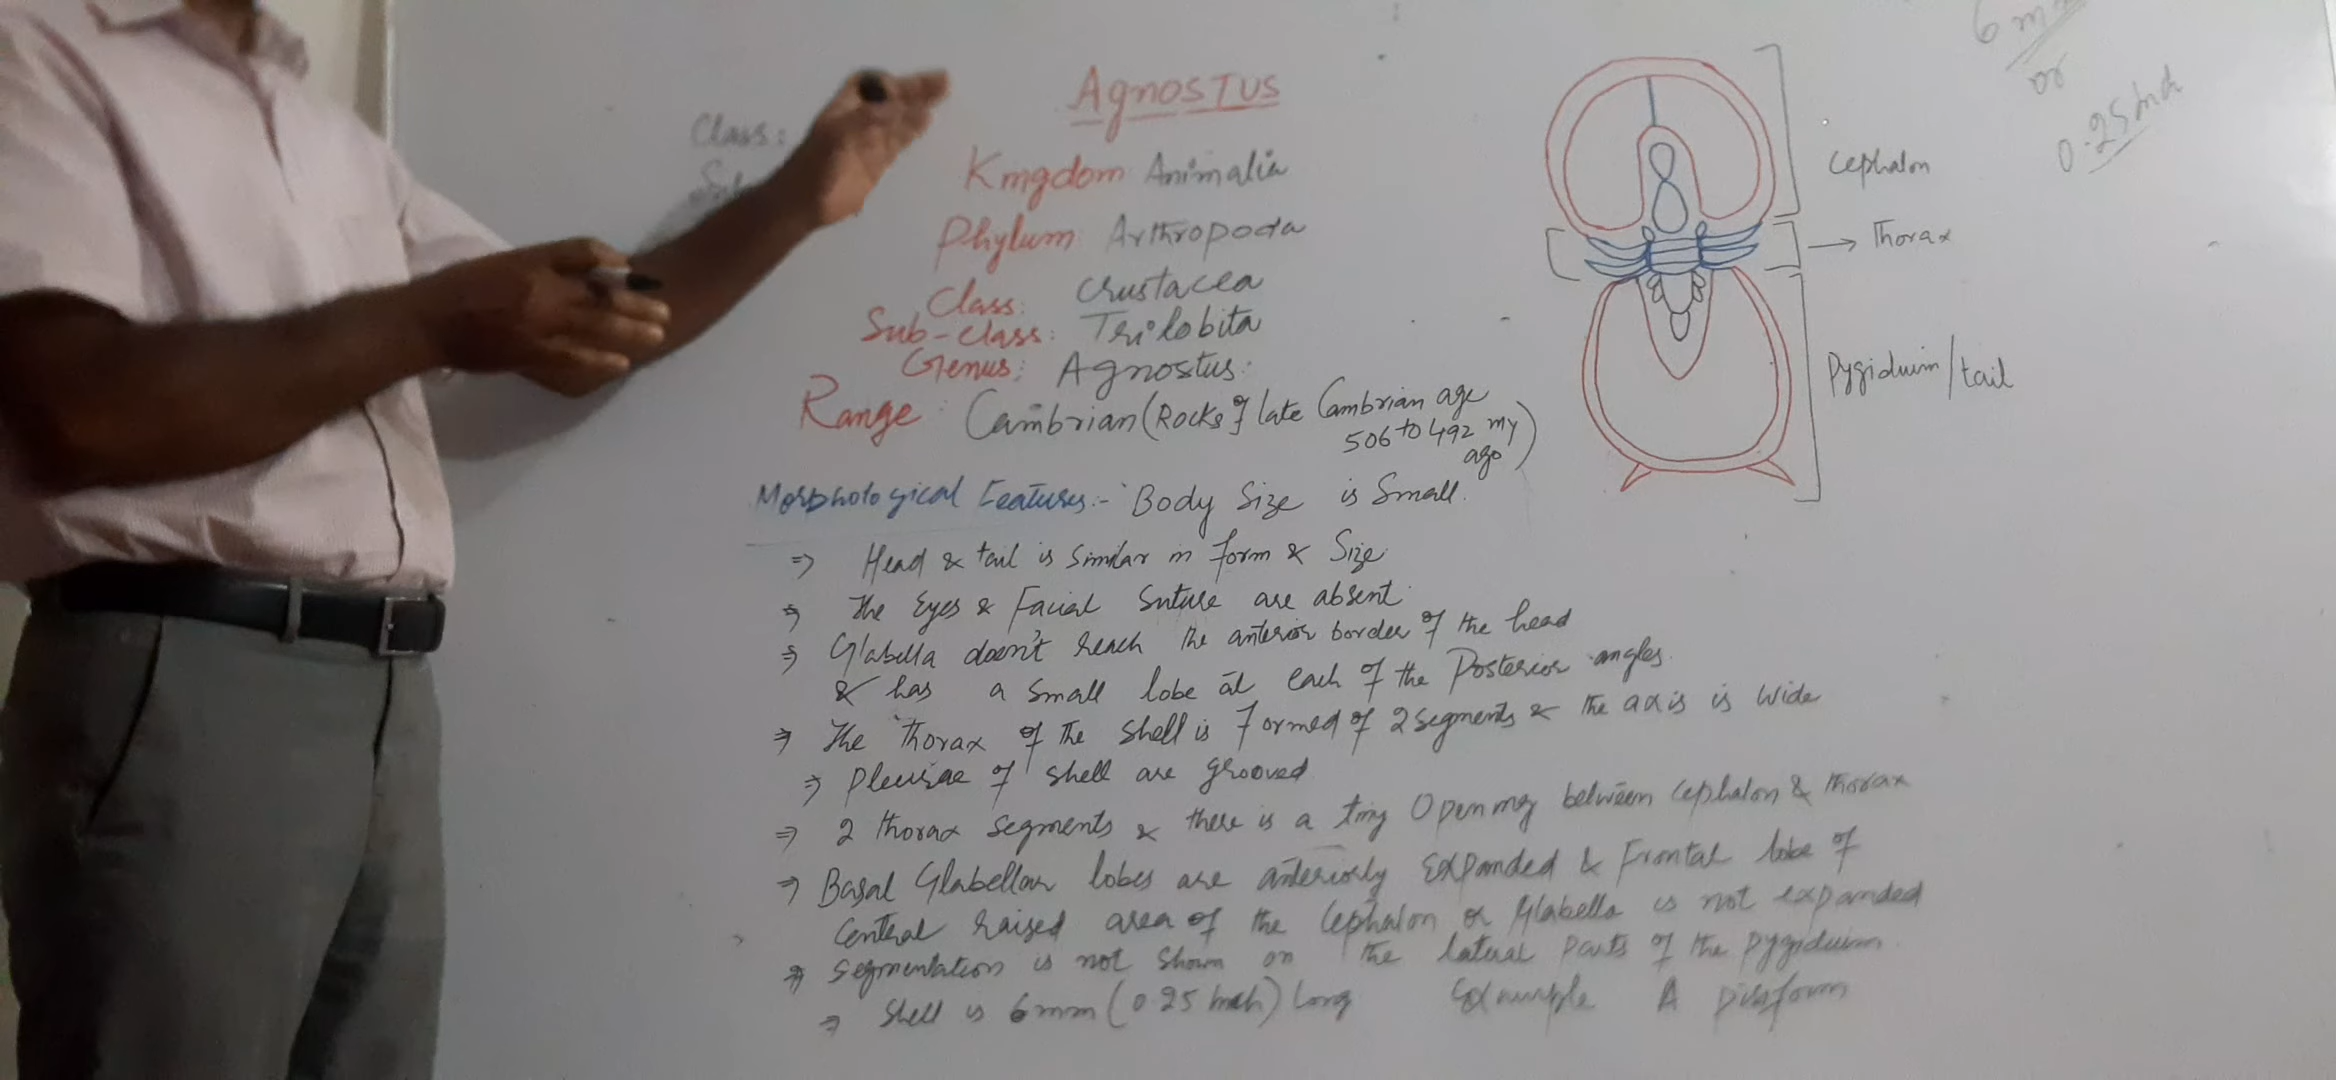 Agnostus
Class:
Kingdom Animalia
Phylum: Arthropoda
Class: Crustacea
Sub-class: Trilobita
Genus: Agnostus.
Range: Cambrian (Rocks of late Cambrian age
506 to 492 my
ago)
Morphological Features:- Body Size is Small.
⇒ Head & tail is Similar in form & Size
⇒ The Eyes & Facial Suture are absent.
⇒ Glabella doesn't reach the anterior border of the head
& has a small lobe at each of the Posterior angles.
⇒ The Thorax of the shell is formed of 2 segments & the axis is wide
⇒ Pleurae of shell are grooved
⇒ 2 thorax segments & there is a tiny Opening between Cephalon & thorax
⇒ Basal Glabellar lobes are anteriorly Expanded & Frontal lobe of
Central raised area of the Cephalon or Glabella is not expanded
⇒ segmentation is not shown on the lateral parts of the pygidium.
⇒ Shell is 6mm (0.25 Inch) Long Example A Pisiform
Cephalon
→ Thorax
Pygidium/tail
6 mm
or
0.25 Inch